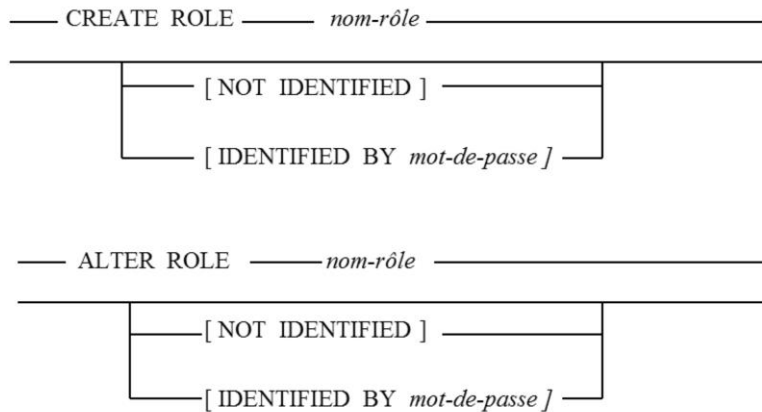 CREATE ROLE nom-rôle
[ NOT IDENTIFIED ]
[ IDENTIFIED BY mot-de-passe ]
ALTER ROLE nom-rôle
[ NOT IDENTIFIED ]
[ IDENTIFIED BY mot-de-passe ]